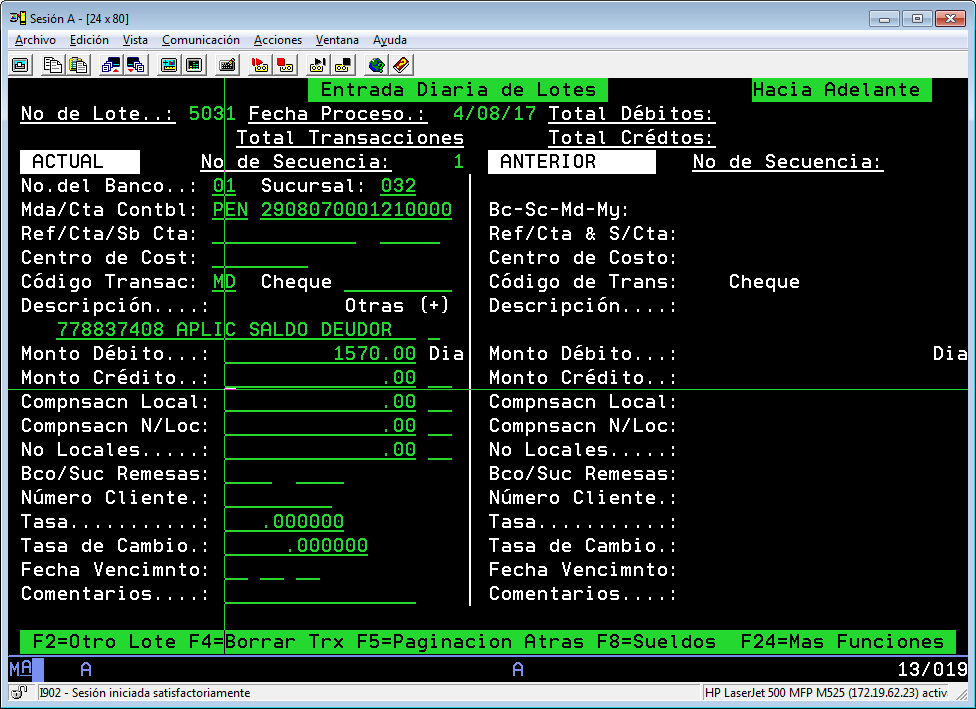 Sesión A - [24 x 80]
Archivo Edición Vista Comunicación Acciones Ventana Ayuda
Entrada Diaria de Lotes Hacia Adelante
No de Lote..: 5031 Fecha Proceso.: 4/08/17 Total Débitos:
Total Transacciones Total Crédtos:
ACTUAL No de Secuencia: 1 ANTERIOR No de Secuencia:
No.del Banco..: 01 Sucursal: 032
Mda/Cta Contbl: PEN 2908070001210000 Bc-Sc-Md-My:
Ref/Cta/Sb Cta: Ref/Cta & S/Cta:
Centro de Cost: Centro de Costo:
Código Transac: MD Cheque Código de Trans: Cheque
Descripción....: Otras (+) Descripción....:
778837408 APLIC SALDO DEUDOR
Monto Débito...: 1570.00 Dia Monto Débito...: Dia
Monto Crédito..: .00 Monto Crédito..:
Compnsacn Local: .00 Compnsacn Local:
Compnsacn N/Loc: .00 Compnsacn N/Loc:
No Locales.....: .00 No Locales.....:
Bco/Suc Remesas: Bco/Suc Remesas:
Número Cliente.: Número Cliente.:
Tasa...........: .000000 Tasa...........:
Tasa de Cambio.: .000000 Tasa de Cambio.:
Fecha Vencimnto: Fecha Vencimnto:
Comentarios....: Comentarios....:
F2=Otro Lote F4=Borrar Trx F5=Paginacion Atras F8=Sueldos F24=Mas Funciones
MA A A 13/019
I902 - Sesión iniciada satisfactoriamente HP LaserJet 500 MFP M525 (172.19.62.23) activ